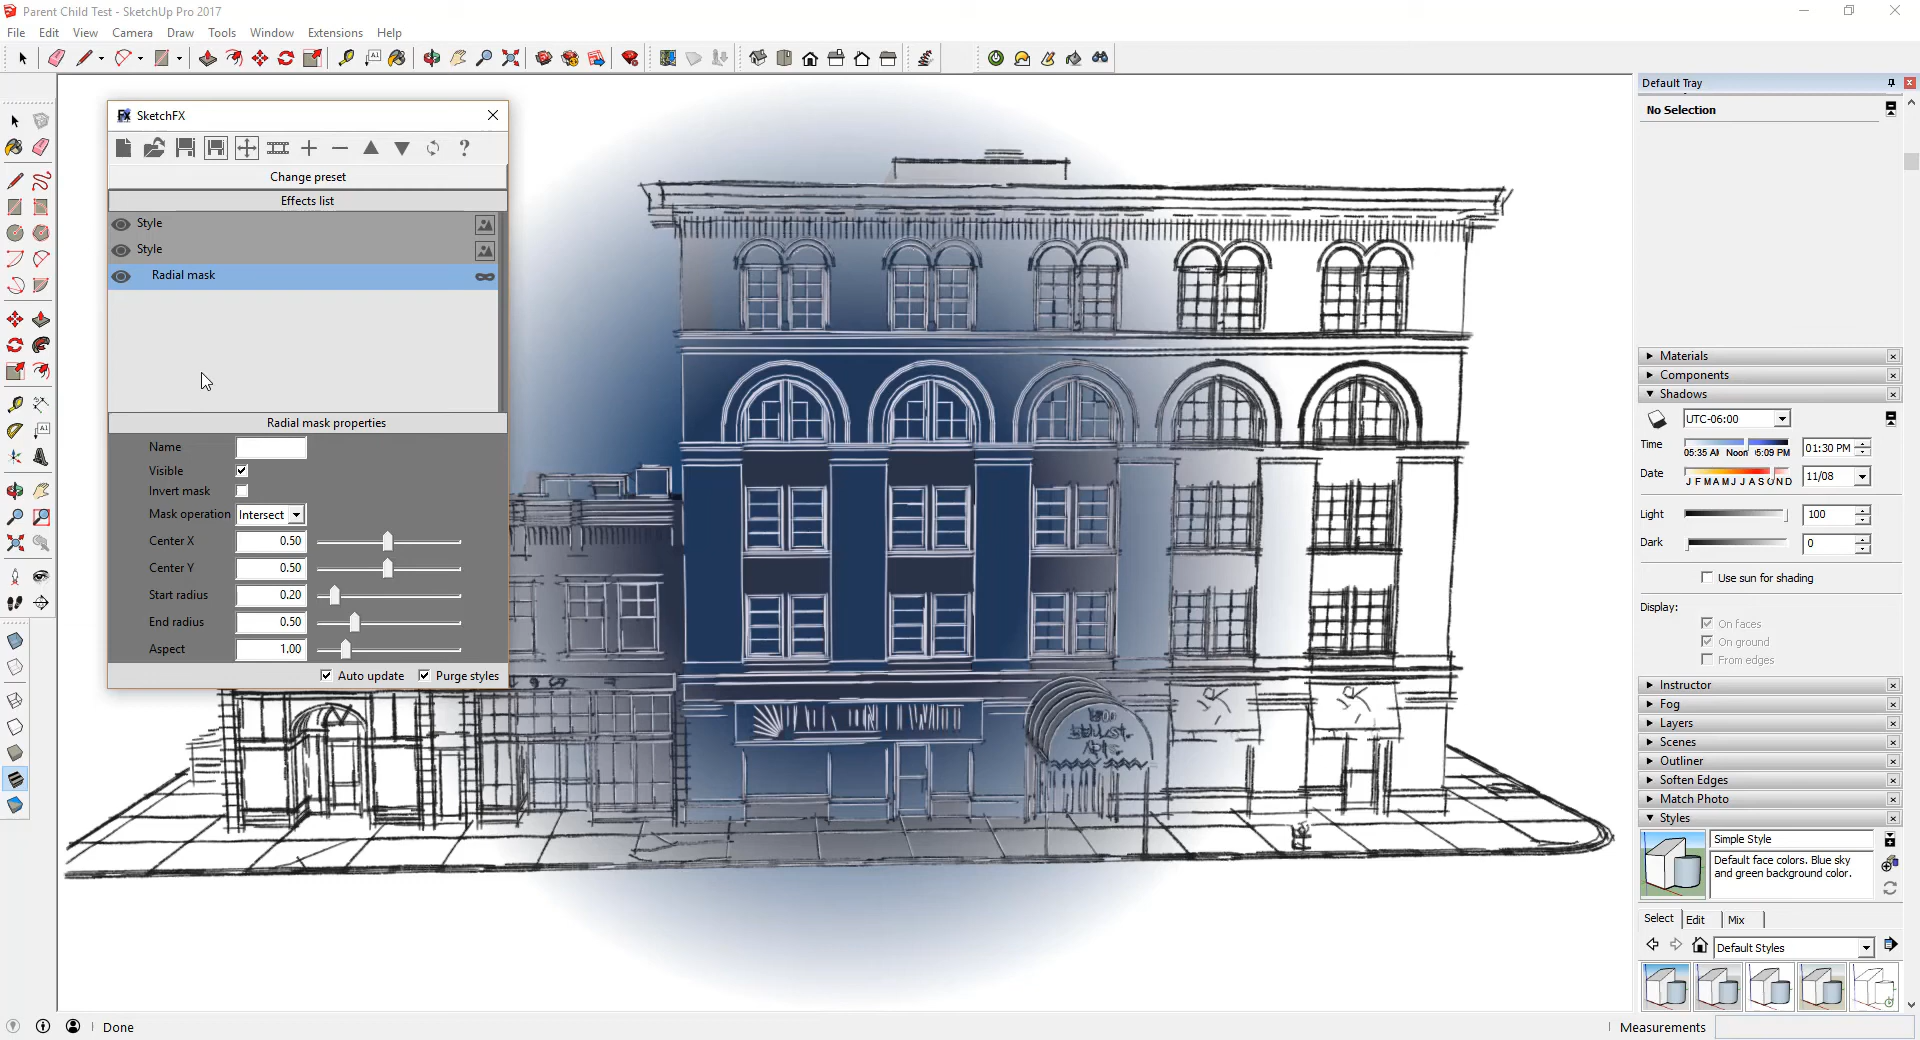 Parent Child Test - SketchUp Pro 2017
File Edit View Camera Draw Tools Window Extensions Help
SketchFX
Change preset
Effects list
Style
Style
Radial mask
Radial mask properties
Name
Visible
Invert mask
Mask operation Intersect
Center X 0.50
Center Y 0.50
Start radius 0.20
End radius 0.50
Aspect 1.00
Auto update Purge styles
Default Tray
No Selection
Materials
Components
Shadows
UTC-06:00
Time 05:35 AM Noon 05:09 PM 01:30 PM
Date J F M A M J J A S O N D 11/08
Light 100
Dark 0
Use sun for shading
Display:
On faces
On ground
From edges
Instructor
Fog
Layers
Scenes
Outliner
Soften Edges
Match Photo
Styles
Simple Style
Default face colors. Blue sky
and green background color.
Select Edit Mix
Default Styles
Done
Measurements